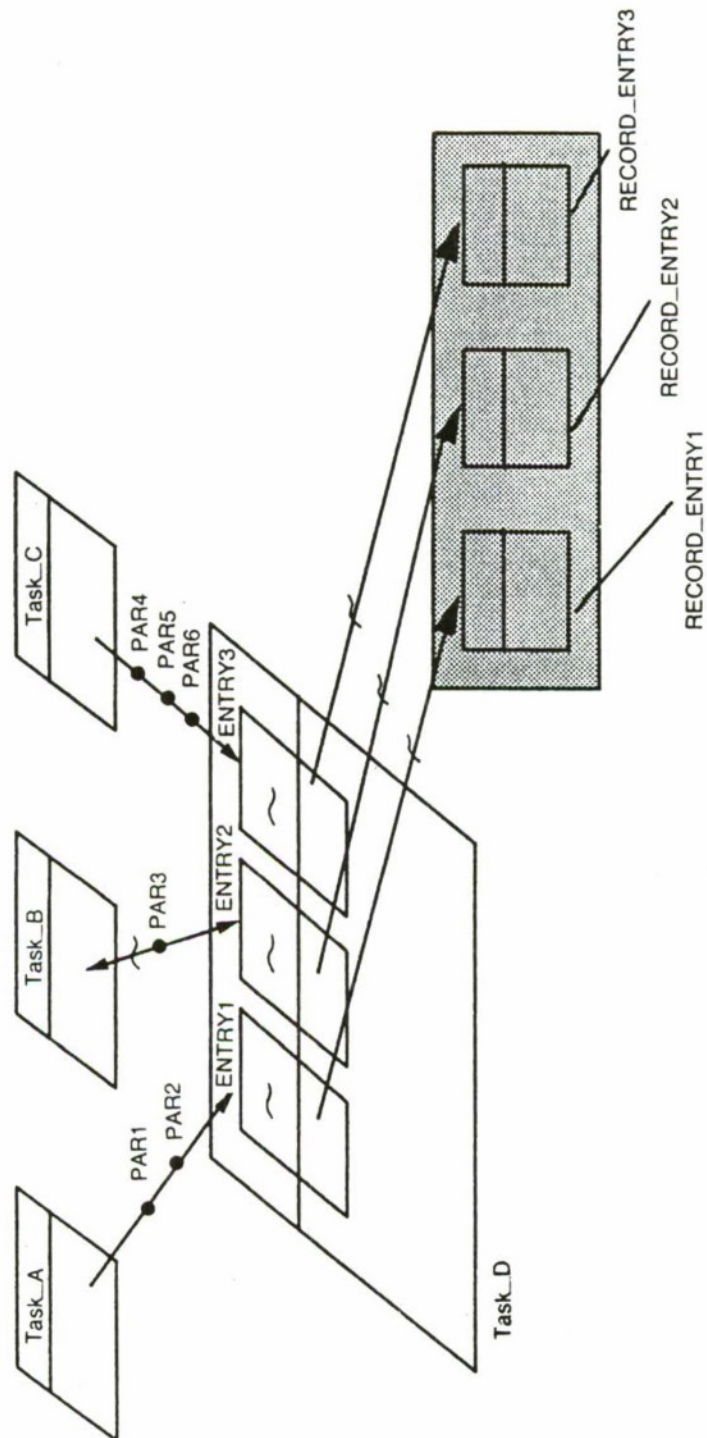 Task_A
Task_B
Task_C
PAR1
PAR2
PAR3
PAR4
PAR5
PAR6
ENTRY1
ENTRY2
ENTRY3
Task_D
RECORD_ENTRY1
RECORD_ENTRY2
RECORD_ENTRY3